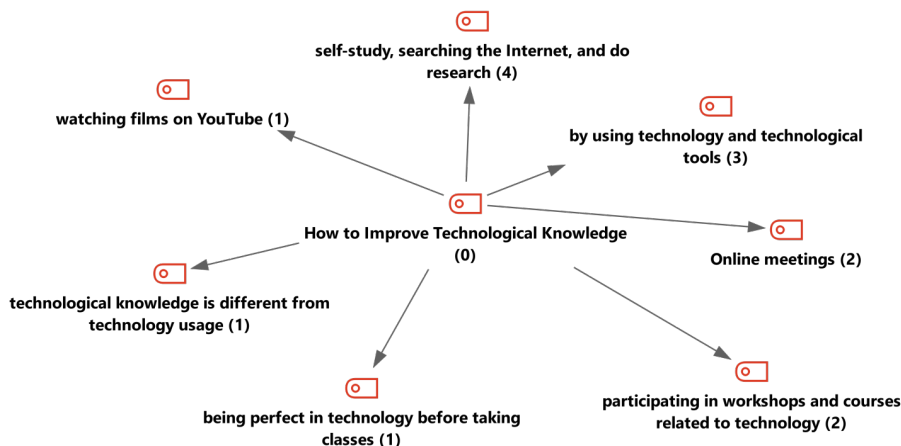 self-study, searching the Internet, and do
research (4)
watching films on YouTube (1)
by using technology and technological
tools (3)
How to Improve Technological Knowledge
(0)
Online meetings (2)
technological knowledge is different from
technology usage (1)
participating in workshops and courses
related to technology (2)
being perfect in technology before taking
classes (1)